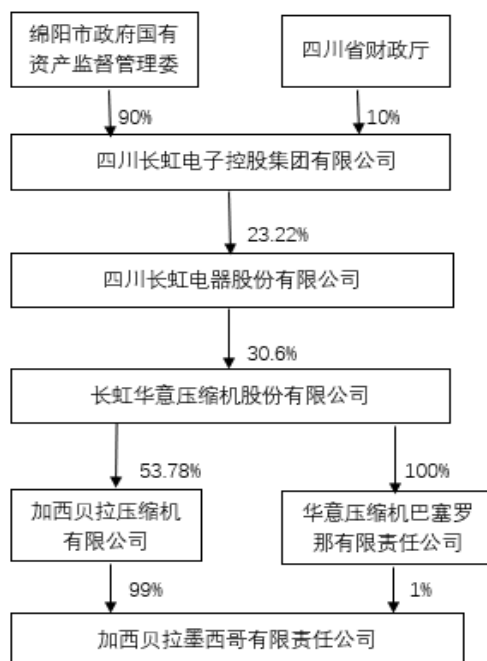 绵阳市政府国有
资产监督管理委
四川省财政厅
90%
10%
四川长虹电子控股集团有限公司
23.22%
四川长虹电器股份有限公司
30.6%
长虹华意压缩机股份有限公司
53.78%
100%
加西贝拉压缩机
有限公司
华意压缩机巴塞罗
那有限责任公司
99%
1%
加西贝拉墨西哥有限责任公司